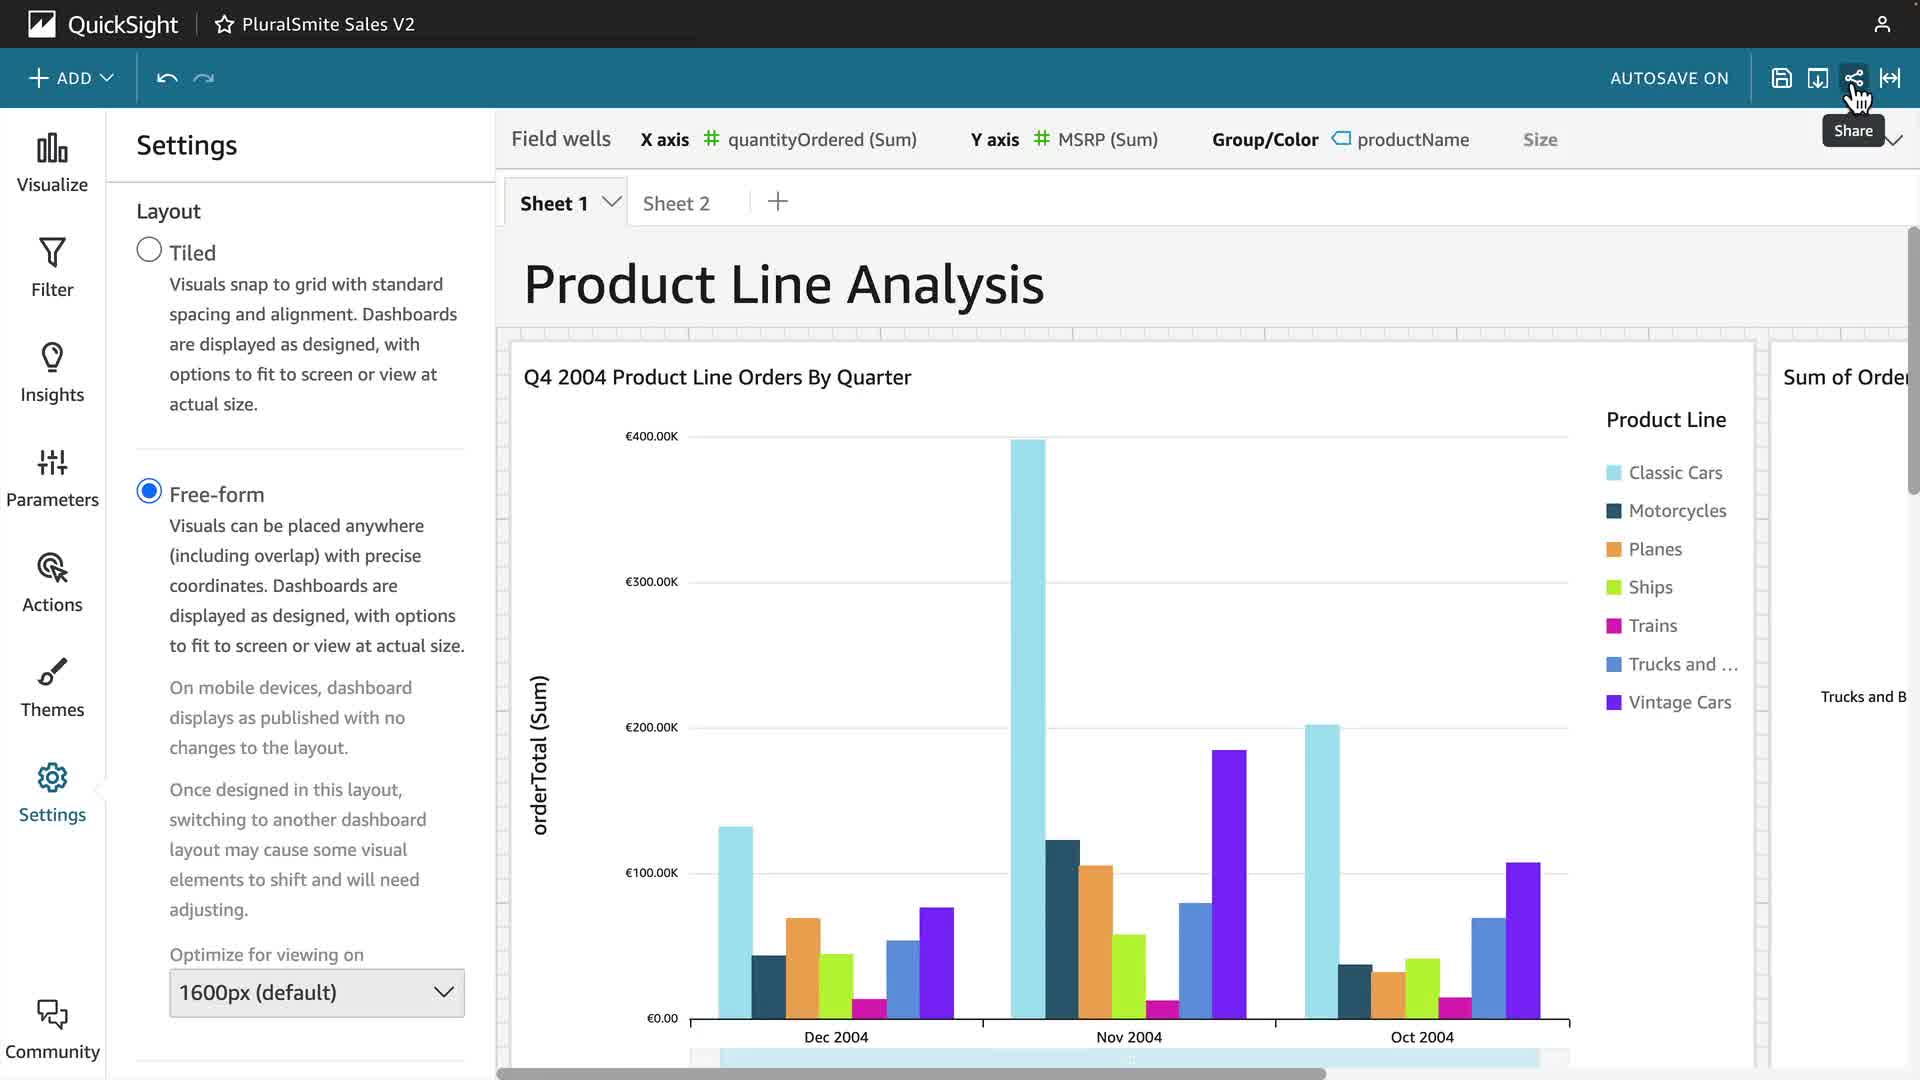 QuickSight
PluralSmite Sales V2
ADD
AUTOSAVE ON
Share
Visualize
Filter
Insights
Parameters
Actions
Themes
Settings
Community
Settings
Layout
Tiled
Visuals snap to grid with standard
spacing and alignment. Dashboards
are displayed as designed, with
options to fit to screen or view at
actual size.
Free-form
Visuals can be placed anywhere
(including overlap) with precise
coordinates. Dashboards are
displayed as designed, with options
to fit to screen or view at actual size.
On mobile devices, dashboard
displays as published with no
changes to the layout.
Once designed in this layout,
switching to another dashboard
layout may cause some visual
elements to shift and will need
adjusting.
Optimize for viewing on
1600px (default)
Field wells X axis quantityOrdered (Sum) Y axis MSRP (Sum) Group/Color productName Size
Sheet 1 Sheet 2
Product Line Analysis
Q4 2004 Product Line Orders By Quarter
orderTotal (Sum)
€400.00K
€300.00K
€200.00K
€100.00K
€0.00
Dec 2004 Nov 2004 Oct 2004
Product Line
Classic Cars
Motorcycles
Planes
Ships
Trains
Trucks and ...
Vintage Cars
Sum of Order
Trucks and B